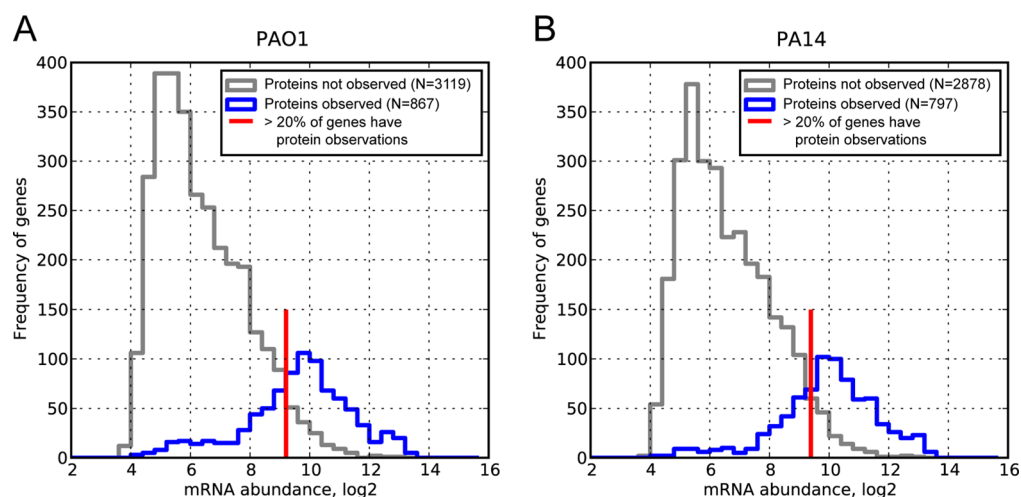 A
PAO1
400
350
300
250
200
150
100
50
0
Frequency of genes
Proteins not observed (N=3119)
Proteins observed (N=867)
> 20% of genes have
protein observations
2 4 6 8 10 12 14 16
mRNA abundance, log2
B
PA14
400
350
300
250
200
150
100
50
0
Frequency of genes
Proteins not observed (N=2878)
Proteins observed (N=797)
> 20% of genes have
protein observations
2 4 6 8 10 12 14 16
mRNA abundance, log2